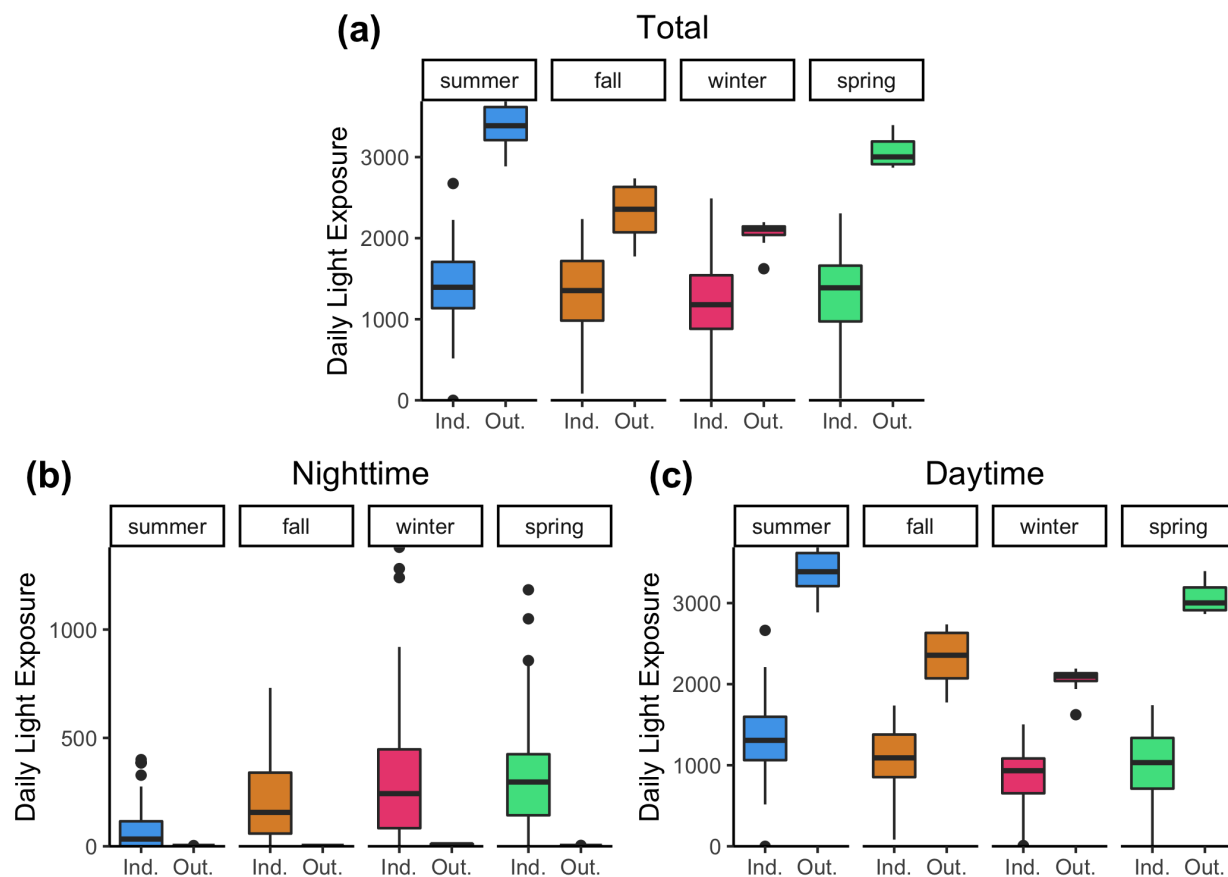 (a) Total
summer fall winter spring
Daily Light Exposure
3000
2000
1000
0
Ind. Out. Ind. Out. Ind. Out. Ind. Out.
(b) Nighttime
summer fall winter spring
Daily Light Exposure
1000
500
0
Ind. Out. Ind. Out. Ind. Out. Ind. Out.
(c) Daytime
summer fall winter spring
Daily Light Exposure
3000
2000
1000
0
Ind. Out. Ind. Out. Ind. Out. Ind. Out.